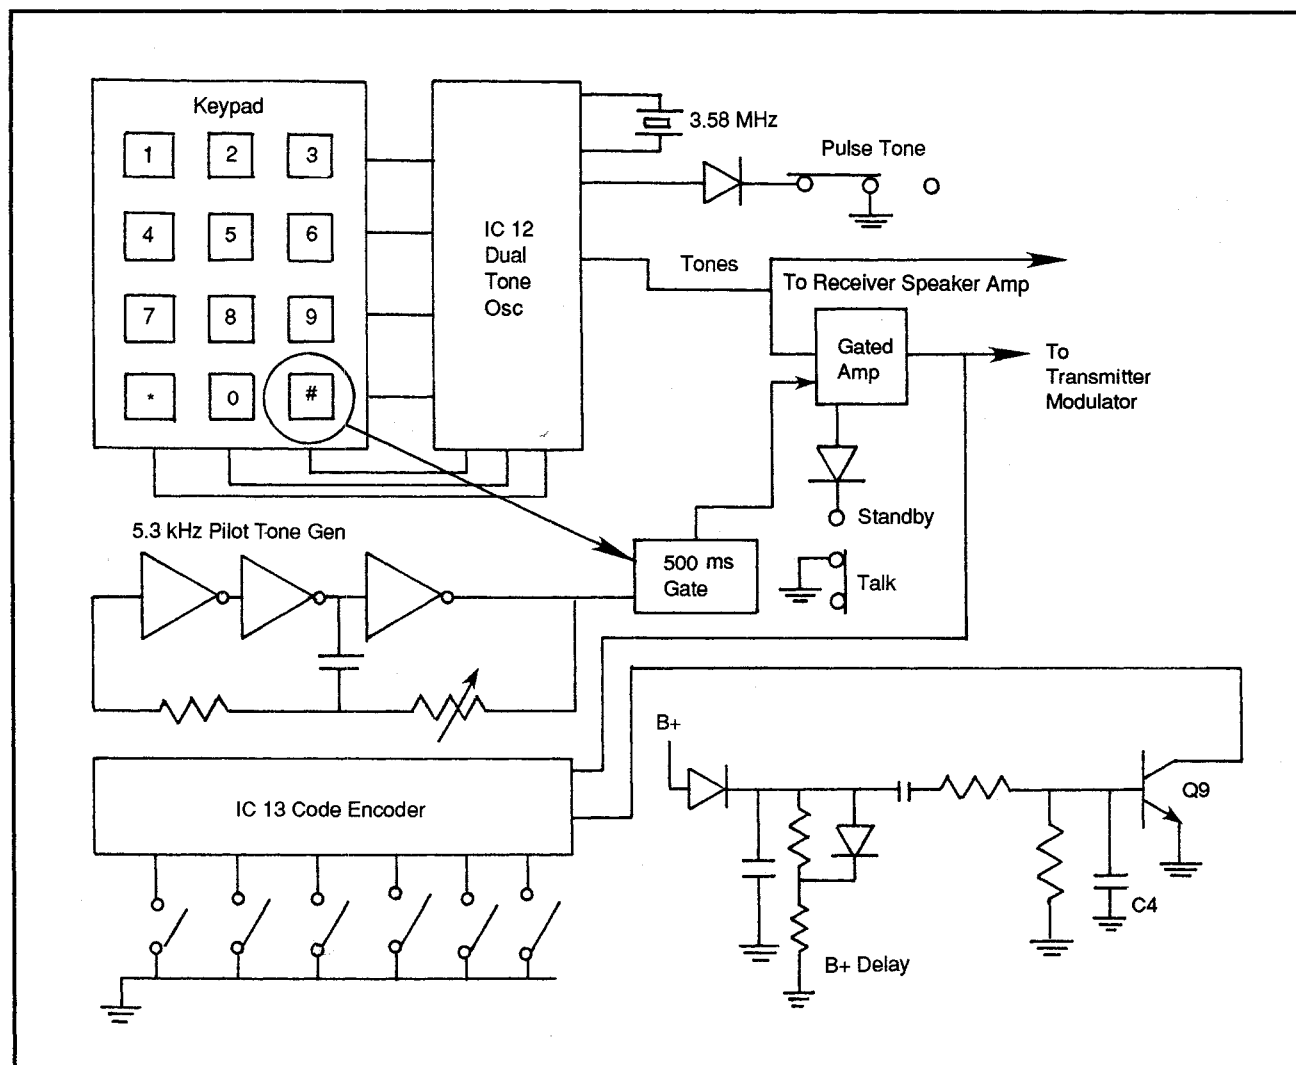 Keypad
1 2 3
4 5 6
7 8 9
* 0 #
IC 12
Dual
Tone
Osc
3.58 MHz
Pulse Tone
Tones
To Receiver Speaker Amp
Gated
Amp
To
Transmitter
Modulator
Standby
Talk
5.3 kHz Pilot Tone Gen
500 ms
Gate
IC 13 Code Encoder
B+
Q9
C4
B+ Delay